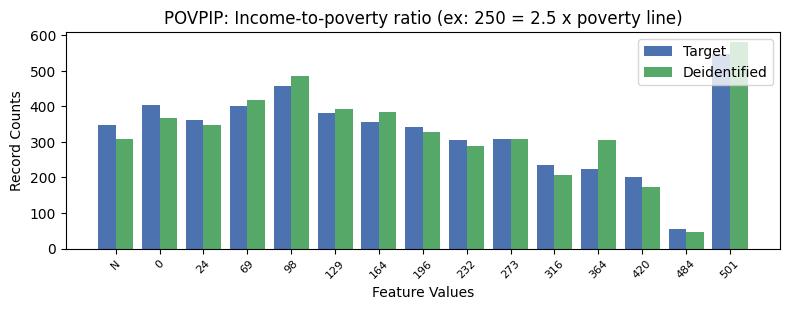 POVPIP: Income-to-poverty ratio (ex: 250 = 2.5 x poverty line)
Target
Deidentified
Record Counts
600
500
400
300
200
100
0
N 0 24 69 98 129 164 196 232 273 316 364 420 484 501
Feature Values